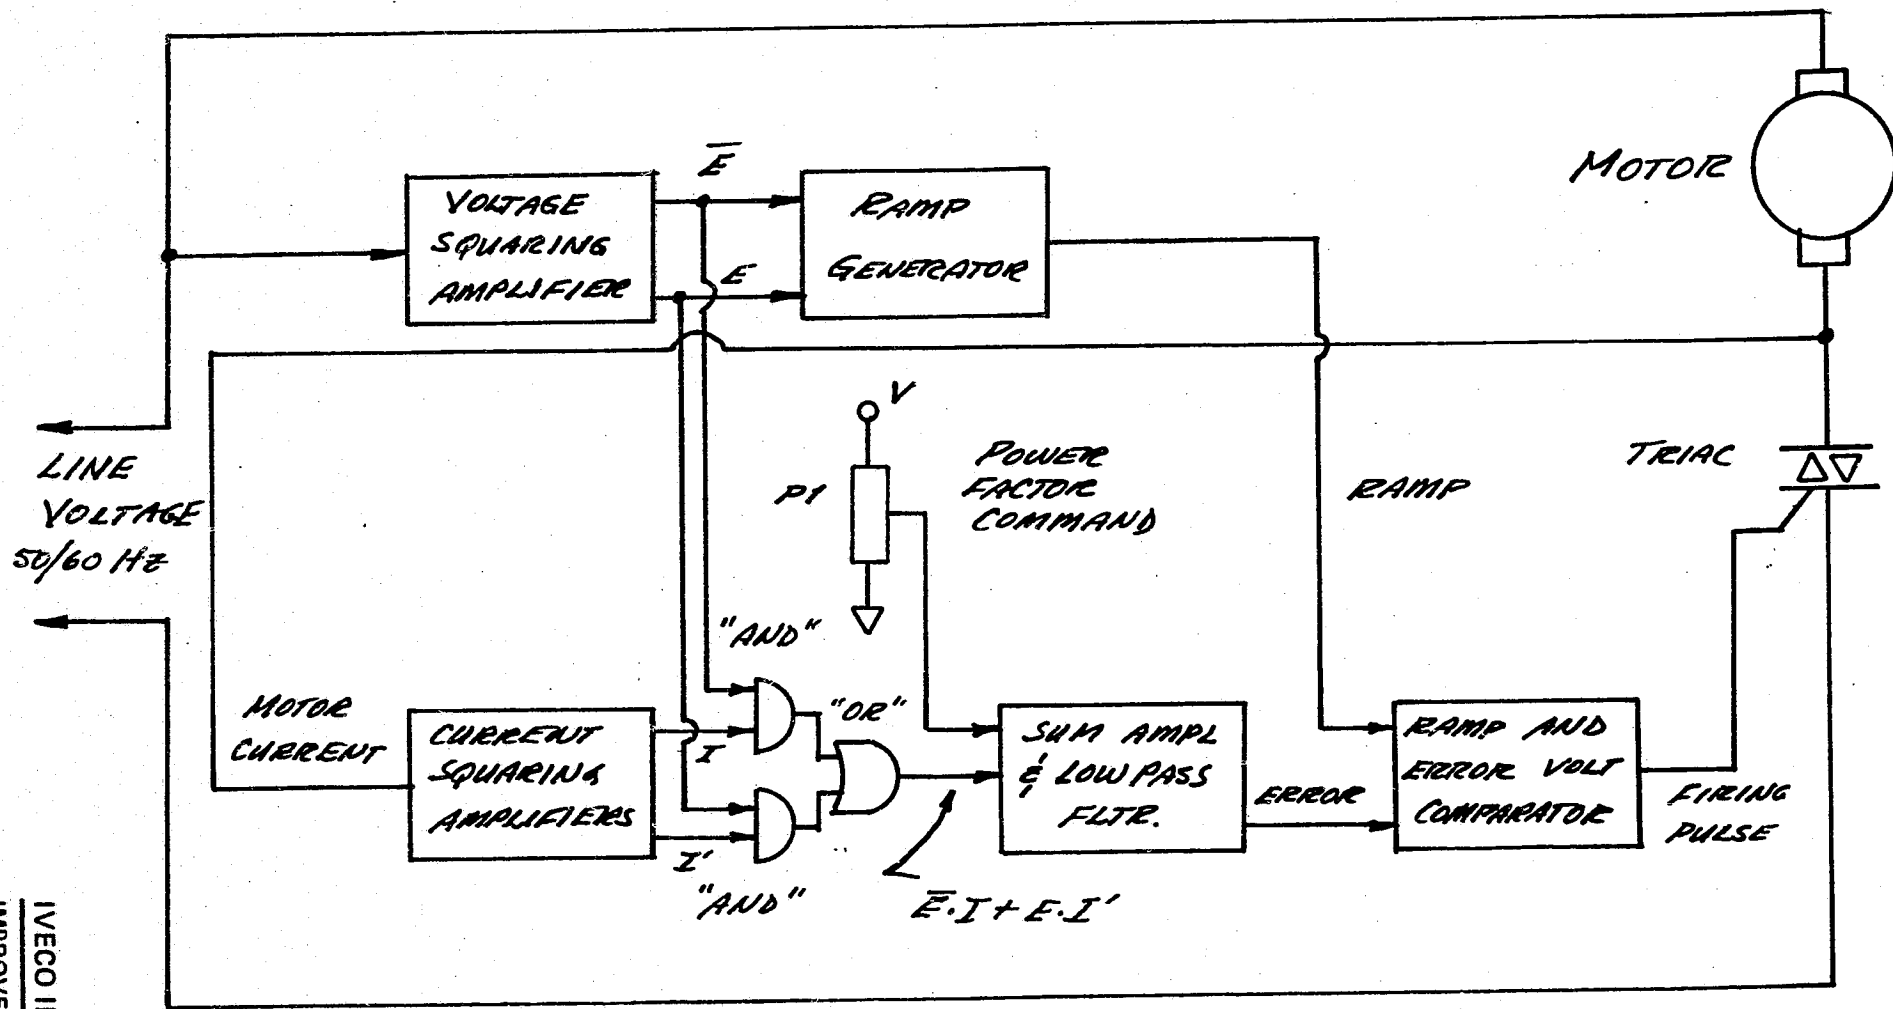 E̅
VOLTAGE
SQUARING
AMPLIFIER
E
RAMP
GENERATOR
MOTOR
V
P1
POWER
FACTOR
COMMAND
RAMP
TRIAC
LINE
VOLTAGE
50/60 Hz
"AND"
"OR"
MOTOR
CURRENT
CURRENT
SQUARING
AMPLIFIERS
I
I'
"AND"
E̅·I + E·I'
SUM AMPL
& LOW PASS
FLTR.
ERROR
RAMP AND
ERROR VOLT
COMPARATOR
FIRING
PULSE
IVECO